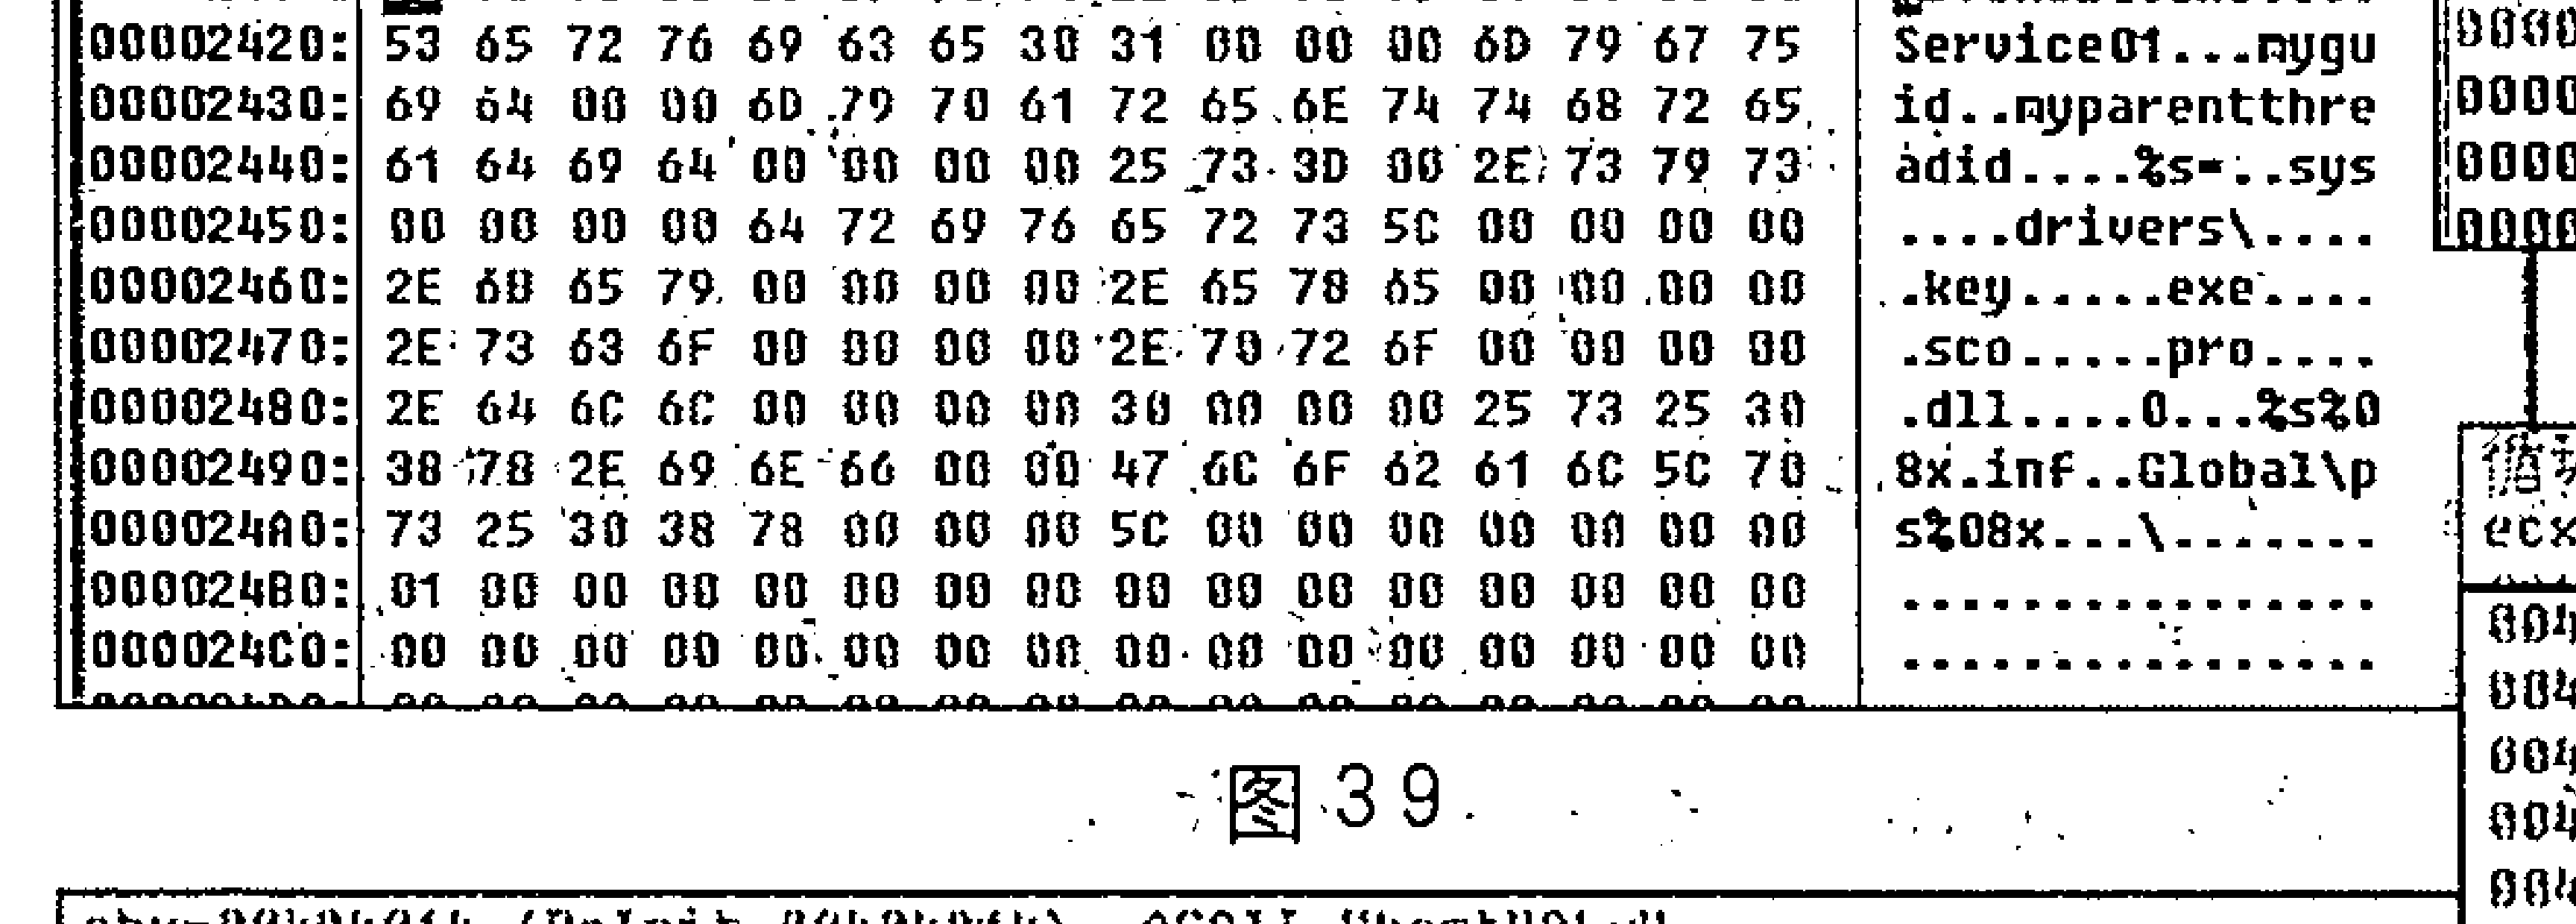 00002420: 53 65 72 76 69 63 65 30 31 00 00 00 6D 79 67 75 Service01...mygu
00002430: 69 64 00 00 6D 79 70 61 72 65 6E 74 74 68 72 65 id..myparentthre
00002440: 61 64 69 64 00 00 00 00 25 73 3D 00 2E 73 79 73 adid....%s=..sys
00002450: 00 00 00 00 64 72 69 76 65 72 73 5C 00 00 00 00 ....drivers\....
00002460: 2E 6B 65 79 00 00 00 00 2E 65 78 65 00 00 00 00 .key.....exe....
00002470: 2E 73 63 6F 00 00 00 00 2E 70 72 6F 00 00 00 00 .sco.....pro....
00002480: 2E 64 6C 6C 00 00 00 00 30 00 00 00 25 73 25 30 .dll....0...%s%0
00002490: 38 78 2E 69 6E 66 00 00 47 6C 6F 62 61 6C 5C 70 8x.inf..Global\p
000024A0: 73 25 30 38 78 00 00 00 5C 00 00 00 00 00 00 00 s%08x...\.......
000024B0: 01 00 00 00 00 00 00 00 00 00 00 00 00 00 00 00 ................
000024C0: 00 00 00 00 00 00 00 00 00 00 00 00 00 00 00 00 ................
图39